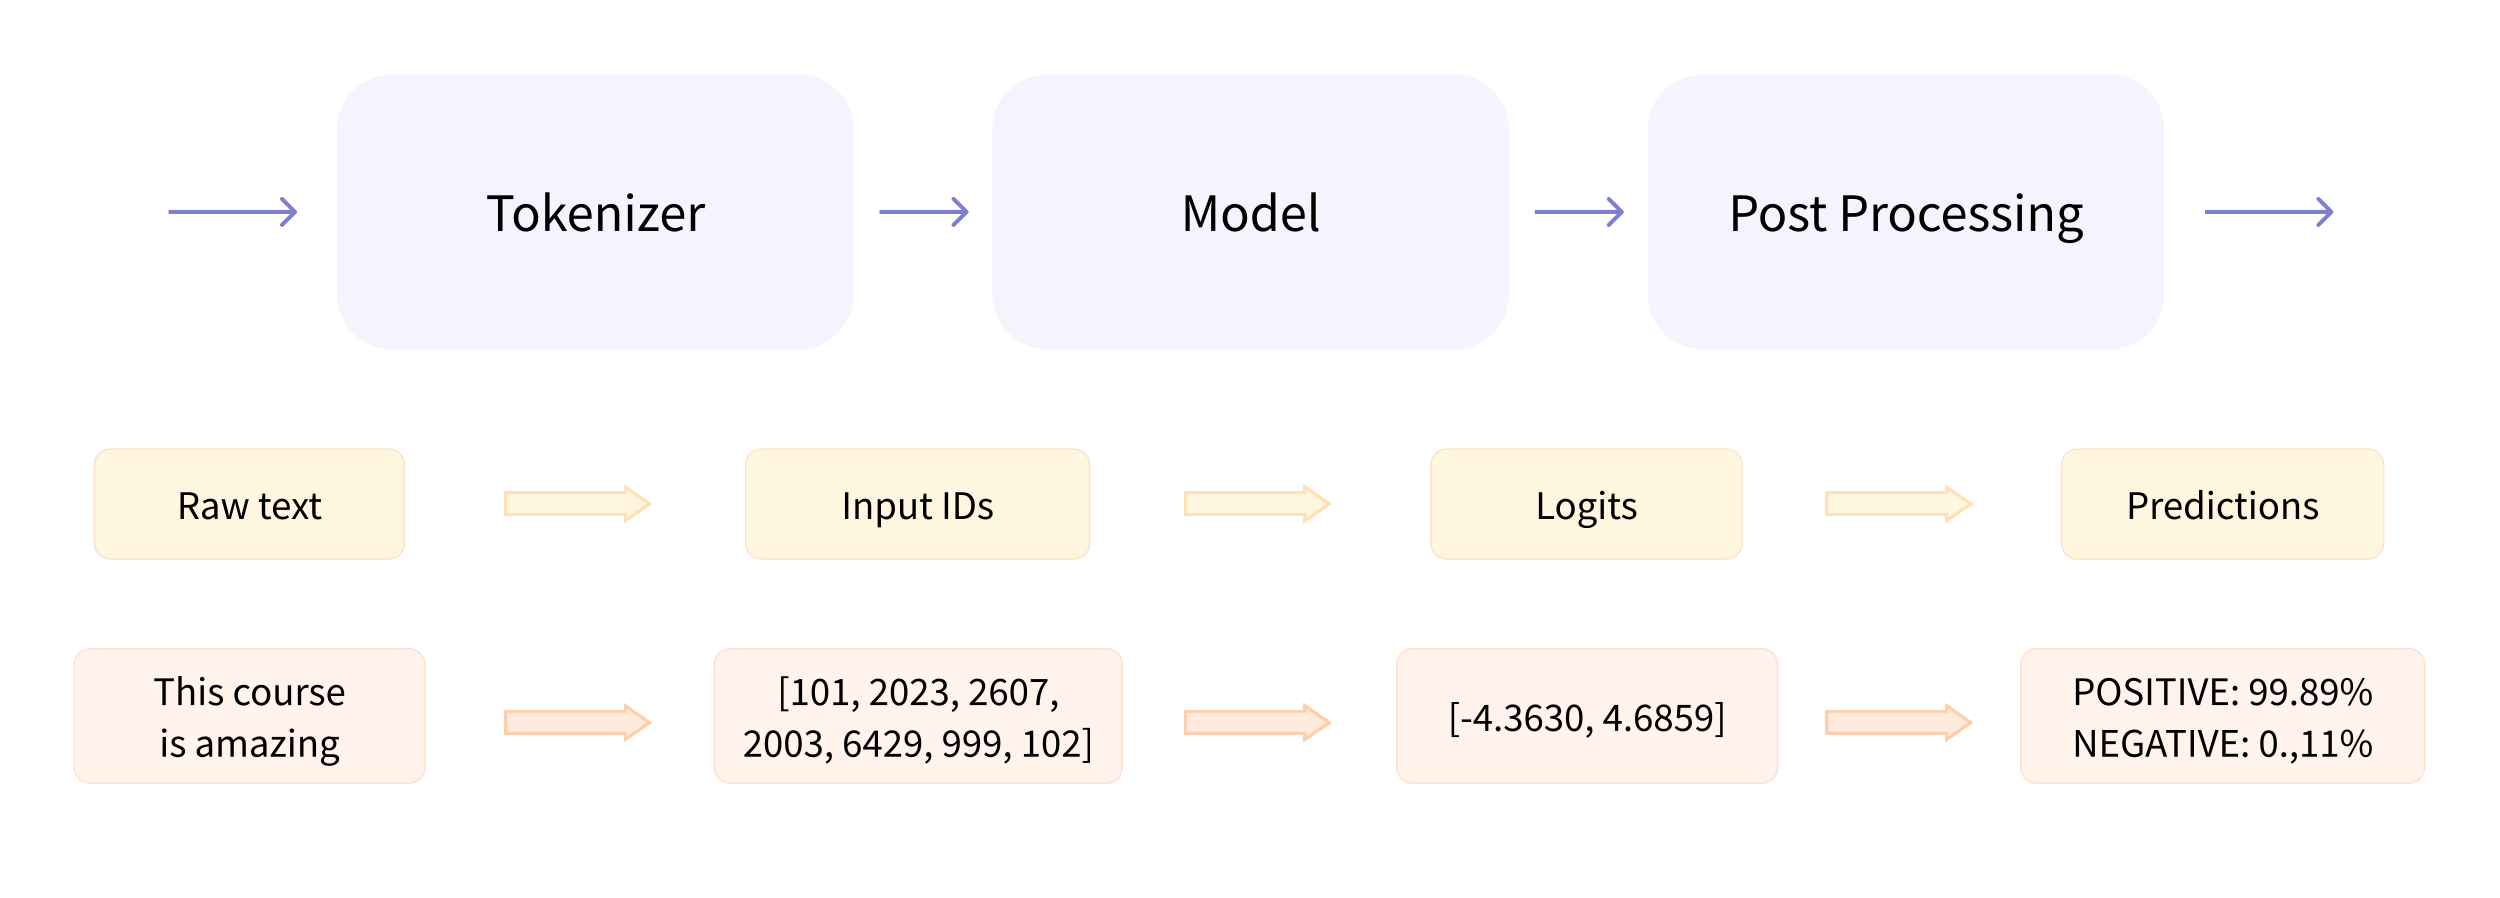 Tokenizer
Model
Post Processing
Raw text
Input IDs
Logits
Predictions
This course
is amazing
[101, 2023, 2607,
2003, 6429, 999, 102]
[-4.3630, 4.6859]
POSITIVE: 99.89%
NEGATIVE: 0.,11%